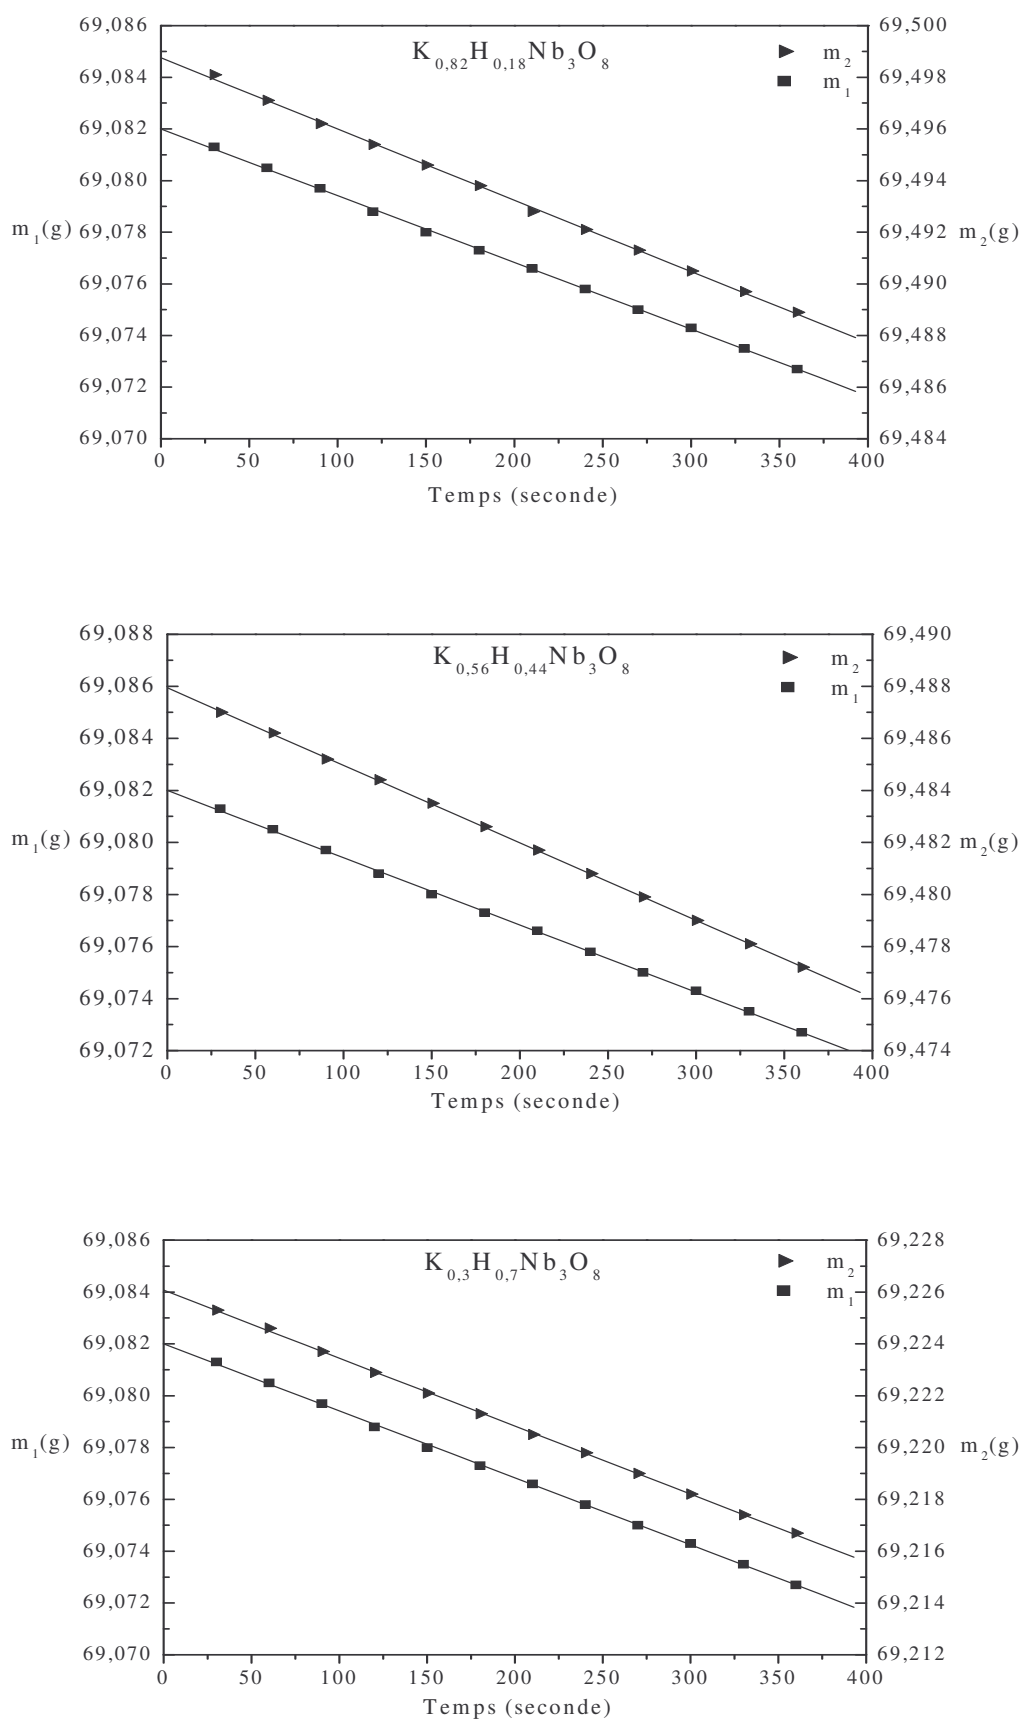 K0,82H0,18Nb3O8
m2
m1
69,086
69,084
69,082
69,080
69,078
69,076
69,074
69,072
69,070
m1(g)
69,500
69,498
69,496
69,494
69,492
69,490
69,488
69,486
69,484
m2(g)
0 50 100 150 200 250 300 350 400
Temps (seconde)
K0,56H0,44Nb3O8
m2
m1
69,088
69,086
69,084
69,082
69,080
69,078
69,076
69,074
69,072
m1(g)
69,490
69,488
69,486
69,484
69,482
69,480
69,478
69,476
69,474
m2(g)
0 50 100 150 200 250 300 350 400
Temps (seconde)
K0,3H0,7Nb3O8
m2
m1
69,086
69,084
69,082
69,080
69,078
69,076
69,074
69,072
69,070
m1(g)
69,228
69,226
69,224
69,222
69,220
69,218
69,216
69,214
69,212
m2(g)
0 50 100 150 200 250 300 350 400
Temps (seconde)